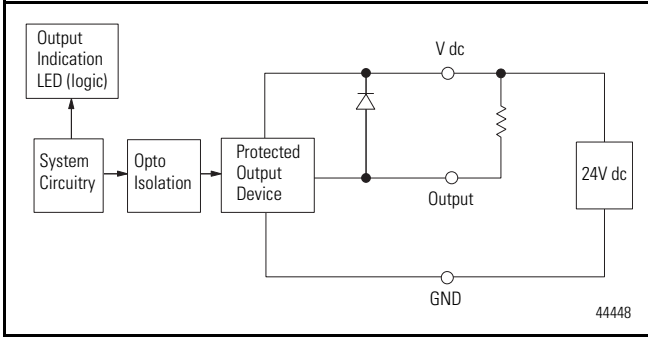 Output
Indication
LED (logic)
V dc
System
Circuitry
Opto
Isolation
Protected
Output
Device
24V dc
Output
GND
44448